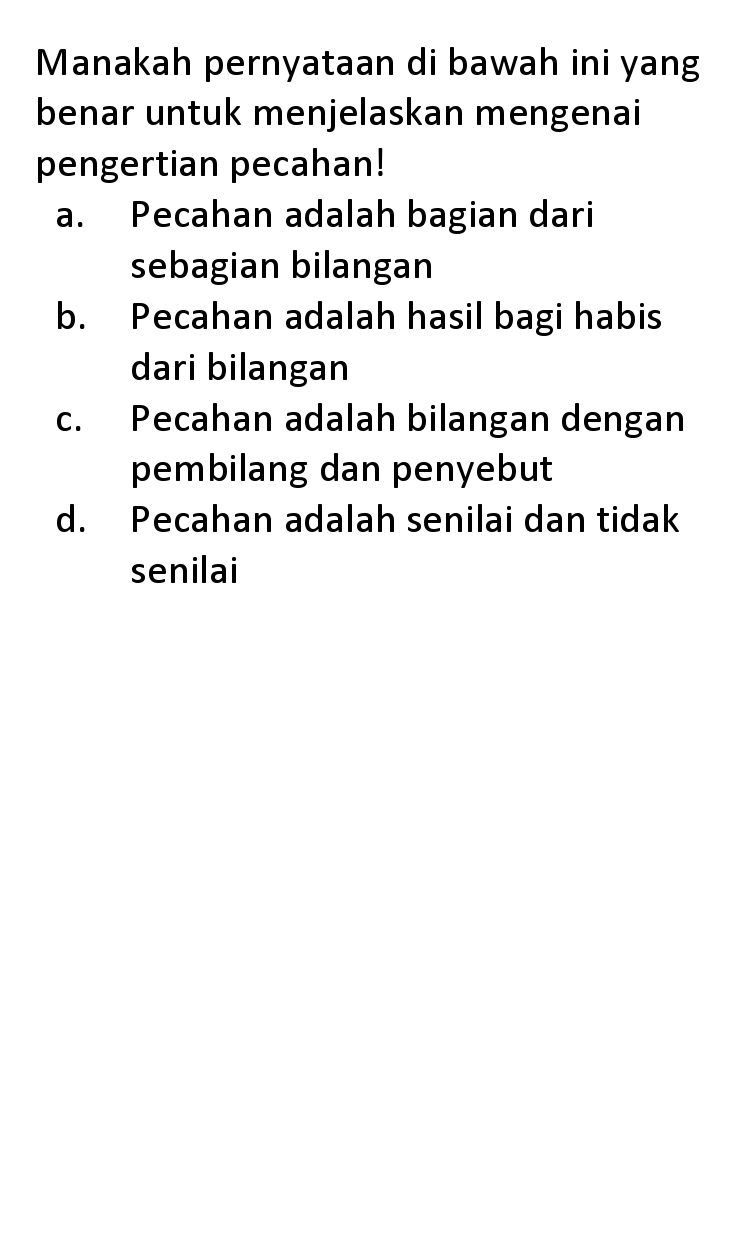 Manakah pernyataan di bawah ini yang
benar untuk menjelaskan mengenai
pengertian pecahan!
a. Pecahan adalah bagian dari
sebagian bilangan
b. Pecahan adalah hasil bagi habis
dari bilangan
c. Pecahan adalah bilangan dengan
pembilang dan penyebut
d. Pecahan adalah senilai dan tidak
senilai